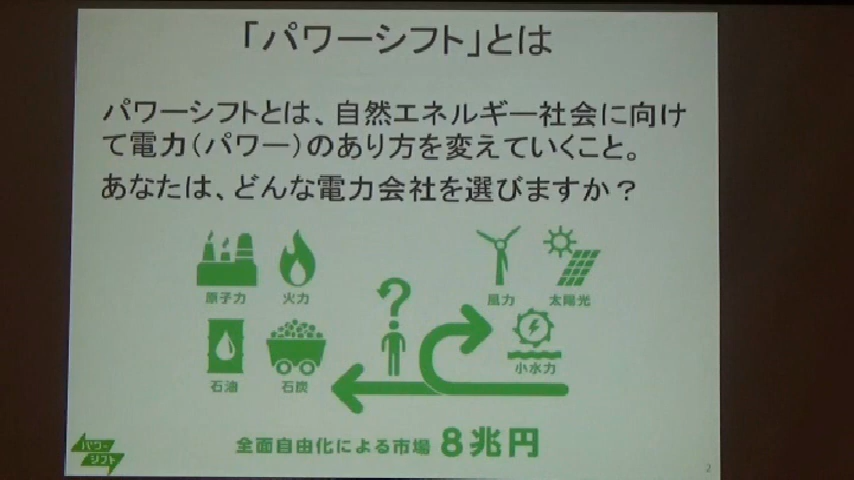 「パワーシフト」とは
パワーシフトとは、自然エネルギー社会に向け
て電力(パワー)のあり方を変えていくこと。
あなたは、どんな電力会社を選びますか?
原子力 火力
風力 太陽光
石油 石炭
小水力
全面自由化による市場 8兆円
パワー
シフト
2